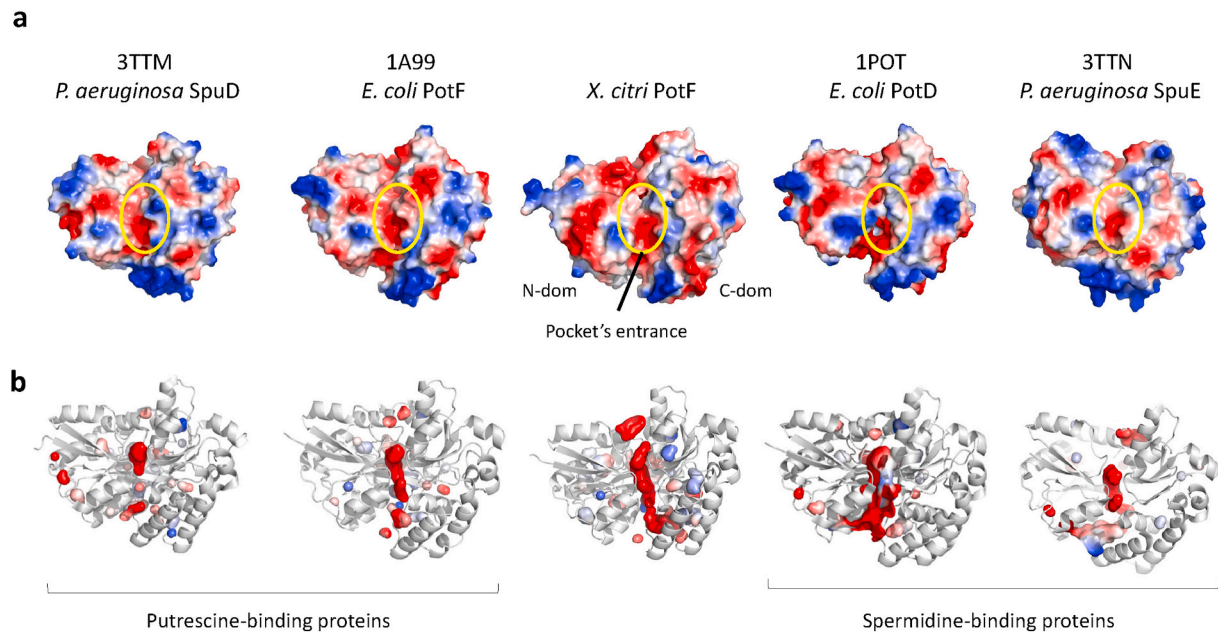 a
3TTM
P. aeruginosa SpuD
1A99
E. coli PotF
X. citri PotF
1POT
E. coli PotD
3TTN
P. aeruginosa SpuE
N-dom
C-dom
Pocket's entrance
b
Putrescine-binding proteins
Spermidine-binding proteins